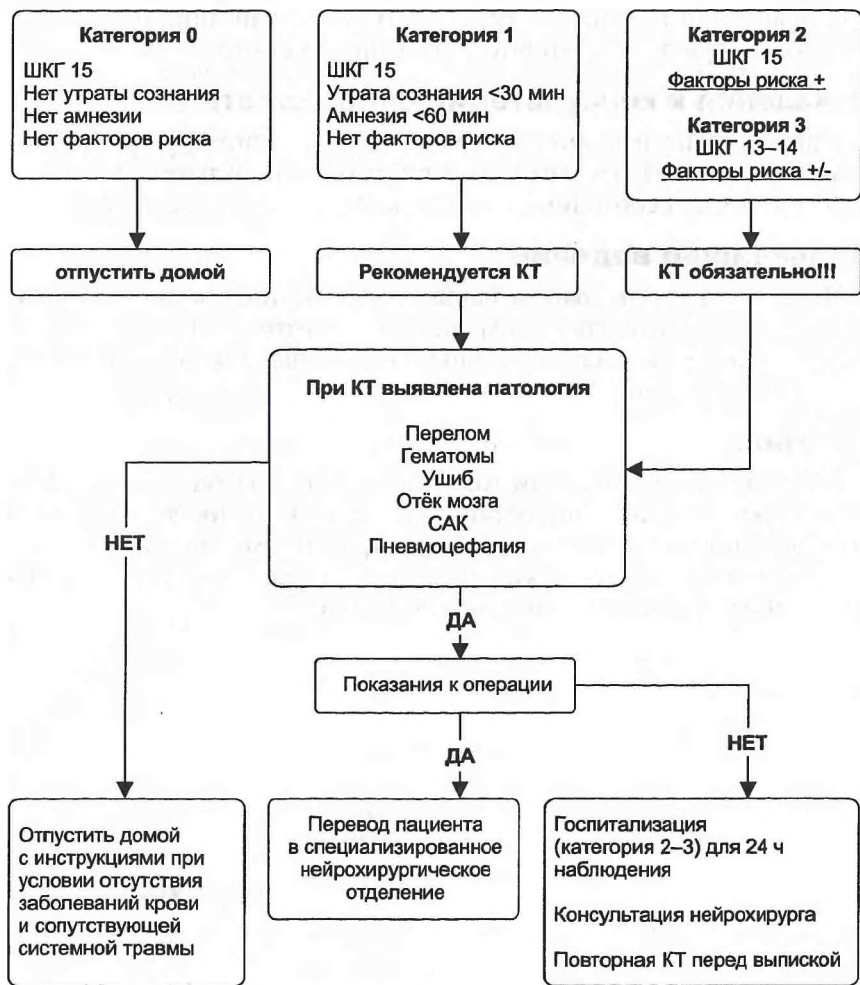 Категория 0
ШКГ 15
Нет утраты сознания
Нет амнезии
Нет факторов риска
Категория 1
ШКГ 15
Утрата сознания <30 мин
Амнезия <60 мин
Нет факторов риска
Категория 2
ШКГ 15
Факторы риска +
Категория 3
ШКГ 13–14
Факторы риска +/-
отпустить домой
Рекомендуется КТ
КТ обязательно!!!
При КТ выявлена патология
Перелом
Гематомы
Ушиб
Отёк мозга
САК
Пневмоцефалия
НЕТ
ДА
Показания к операции
ДА
НЕТ
Отпустить домой
с инструкциями при
условии отсутствия
заболеваний крови
и сопутствующей
системной травмы
Перевод пациента
в специализированное
нейрохирургическое
отделение
Госпитализация
(категория 2–3) для 24 ч
наблюдения
Консультация нейрохирурга
Повторная КТ перед выпиской